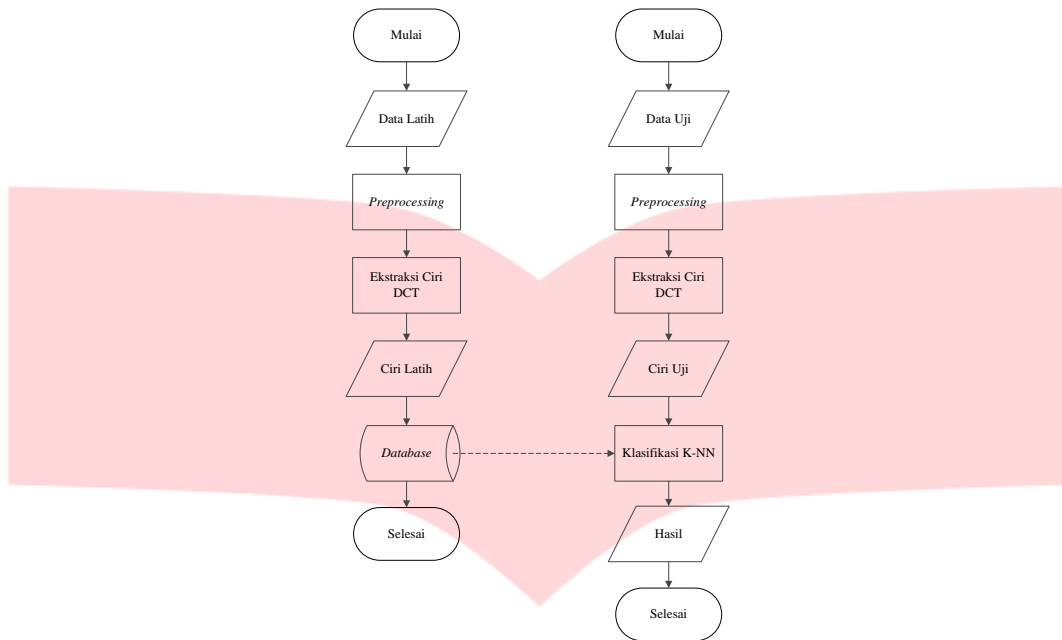 Mulai
Data Latih
Preprocessing
Ekstraksi Ciri
DCT
Ciri Latih
Database
Selesai
Mulai
Data Uji
Preprocessing
Ekstraksi Ciri
DCT
Ciri Uji
Klasifikasi K-NN
Hasil
Selesai